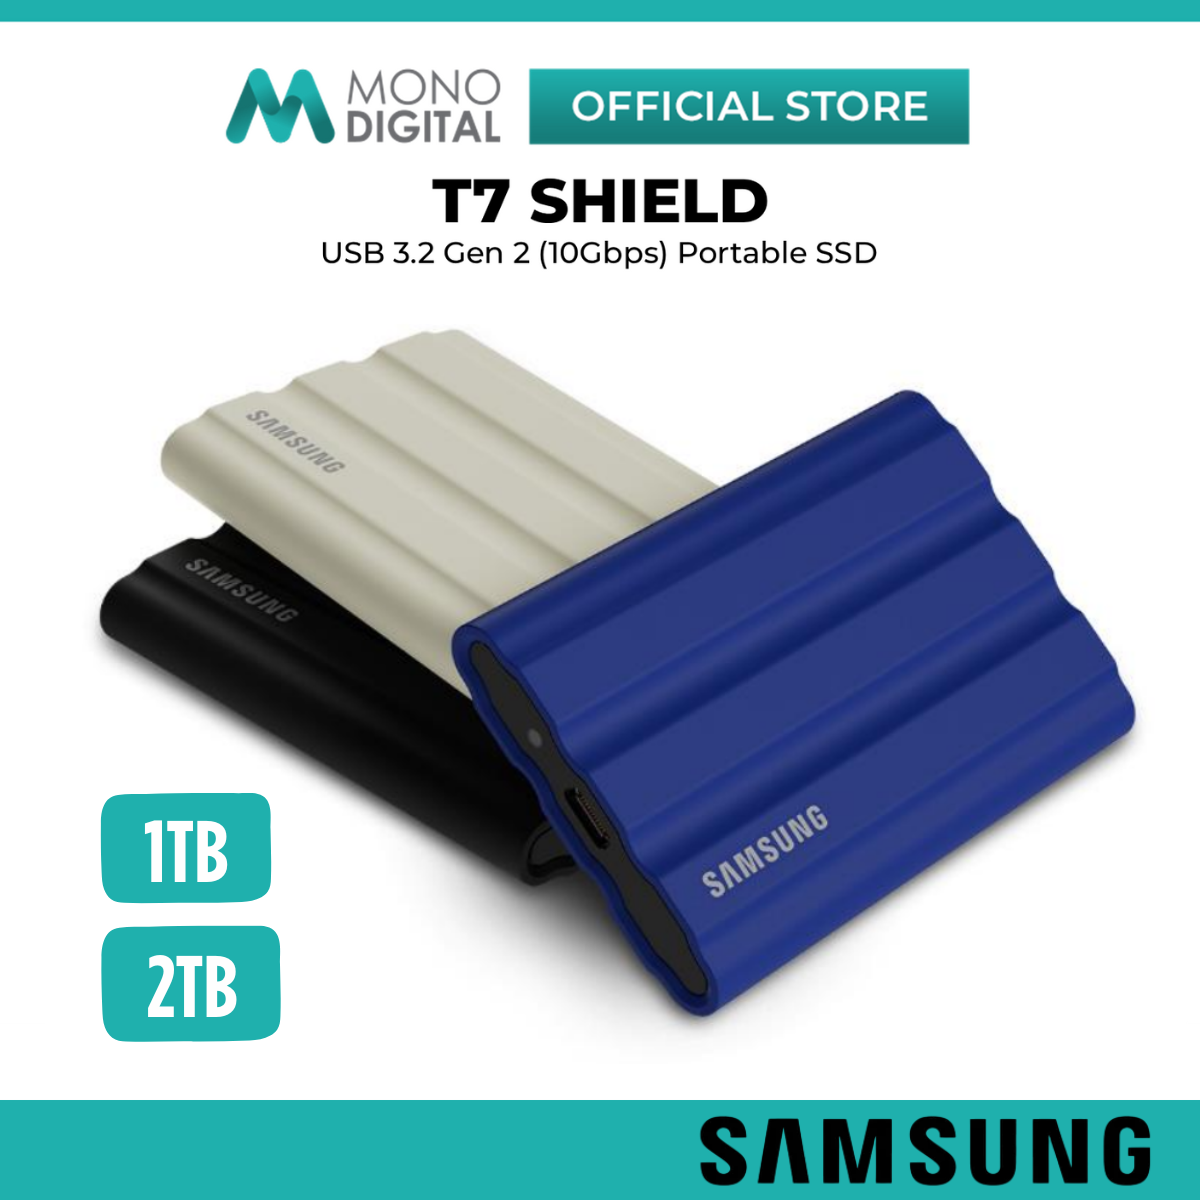 MONO
DIGITAL
OFFICIAL STORE
T7 SHIELD
USB 3.2 Gen 2 (10Gbps) Portable SSD
SAMSUNG
SAMSUNG
SAMSUNG
1TB
2TB
SAMSUNG